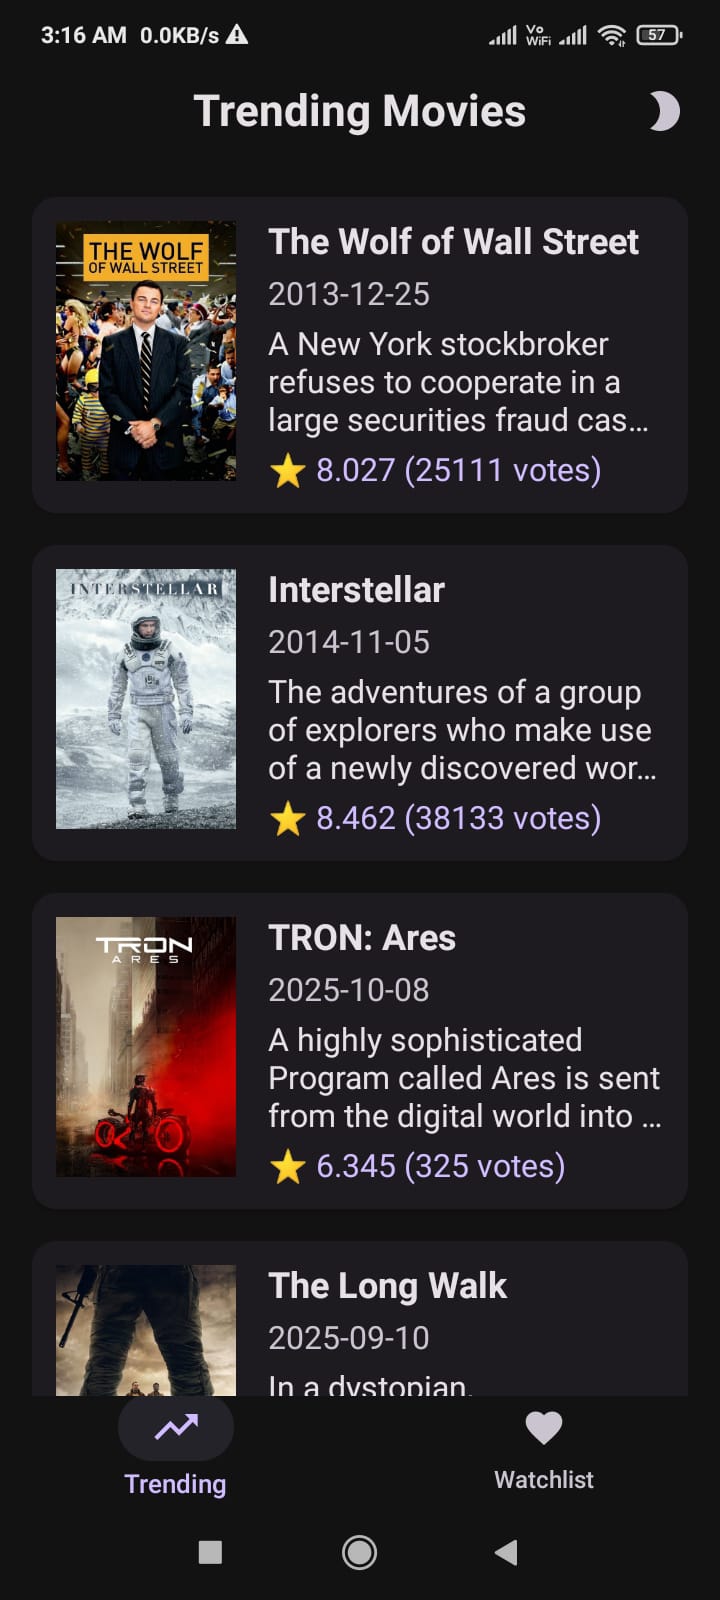 3:16 AM 0.0KB/s
Vo
WiFi
57
Trending Movies
THE WOLF
OF WALL STREET
The Wolf of Wall Street
2013-12-25
A New York stockbroker
refuses to cooperate in a
large securities fraud cas…
8.027 (25111 votes)
INTERSTELLAR
Interstellar
2014-11-05
The adventures of a group
of explorers who make use
of a newly discovered wor…
8.462 (38133 votes)
TRON
ARES
TRON: Ares
2025-10-08
A highly sophisticated
Program called Ares is sent
from the digital world into …
6.345 (325 votes)
The Long Walk
2025-09-10
In a dystopian,
Trending
Watchlist